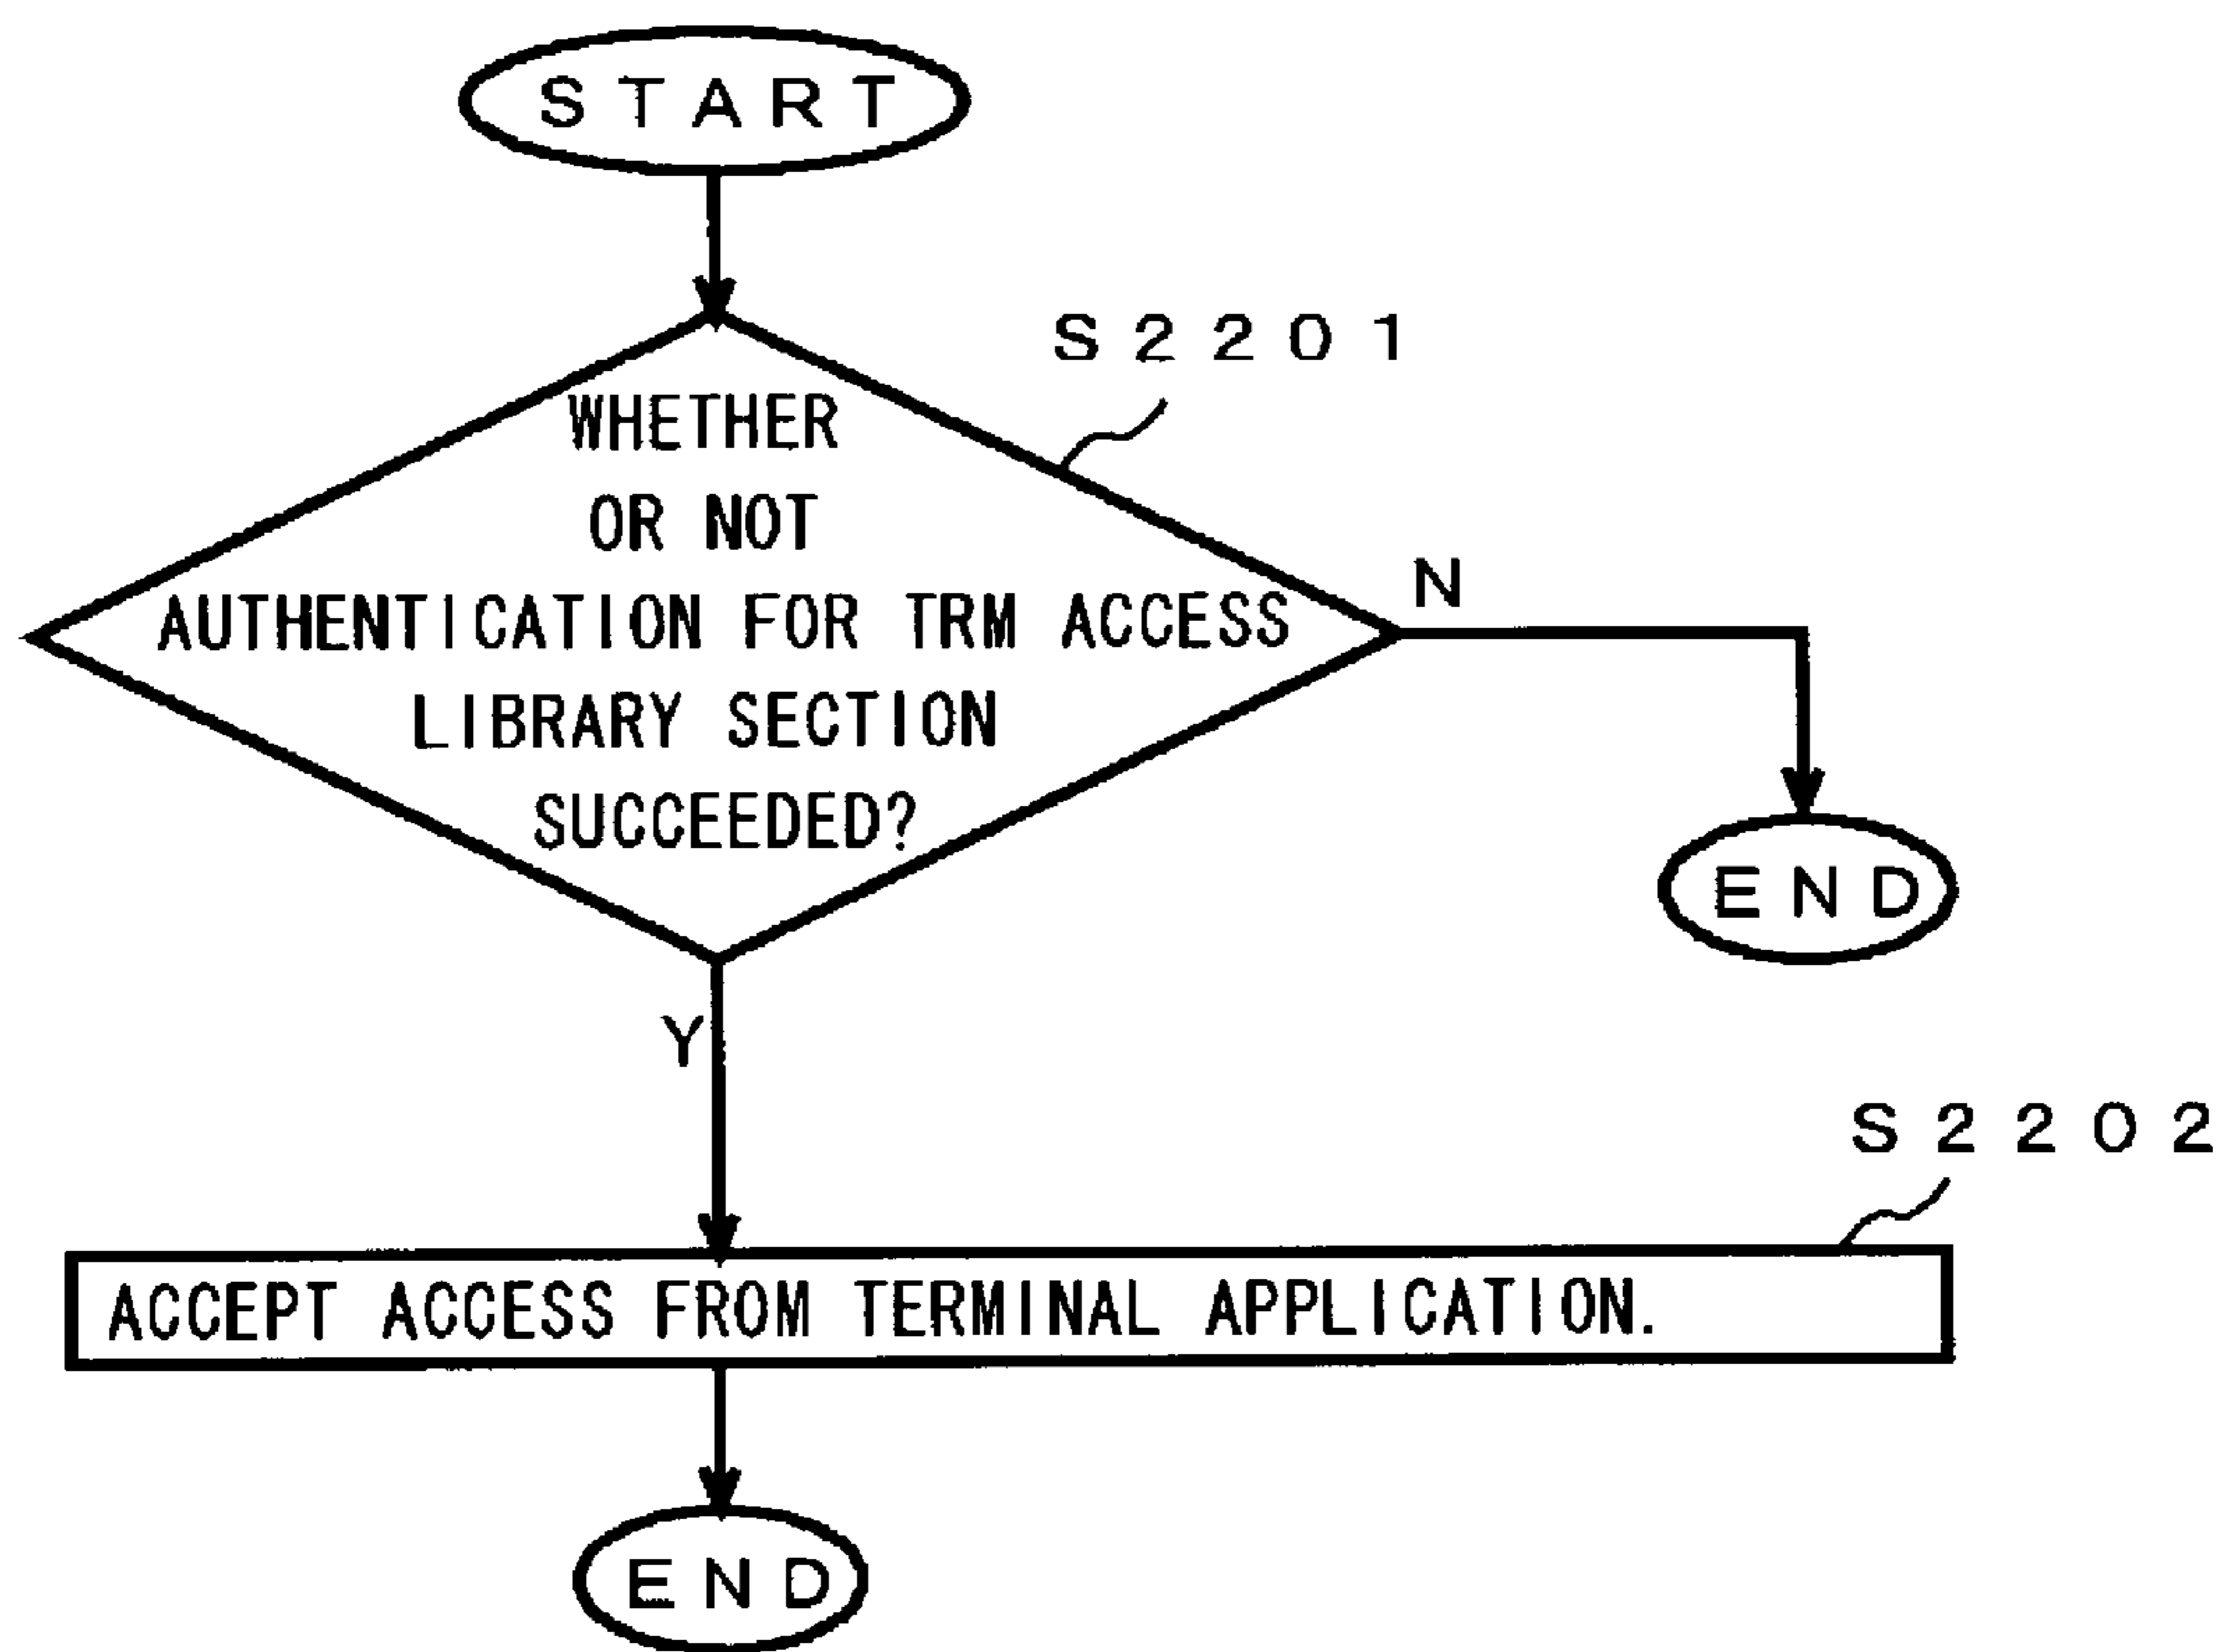 START
S2201
WHETHER
OR NOT
AUTHENTICATION FOR TRM ACCESS
LIBRARY SECTION
SUCCEEDED?
N
END
Y
S2202
ACCEPT ACCESS FROM TERMINAL APPLICATION.
END